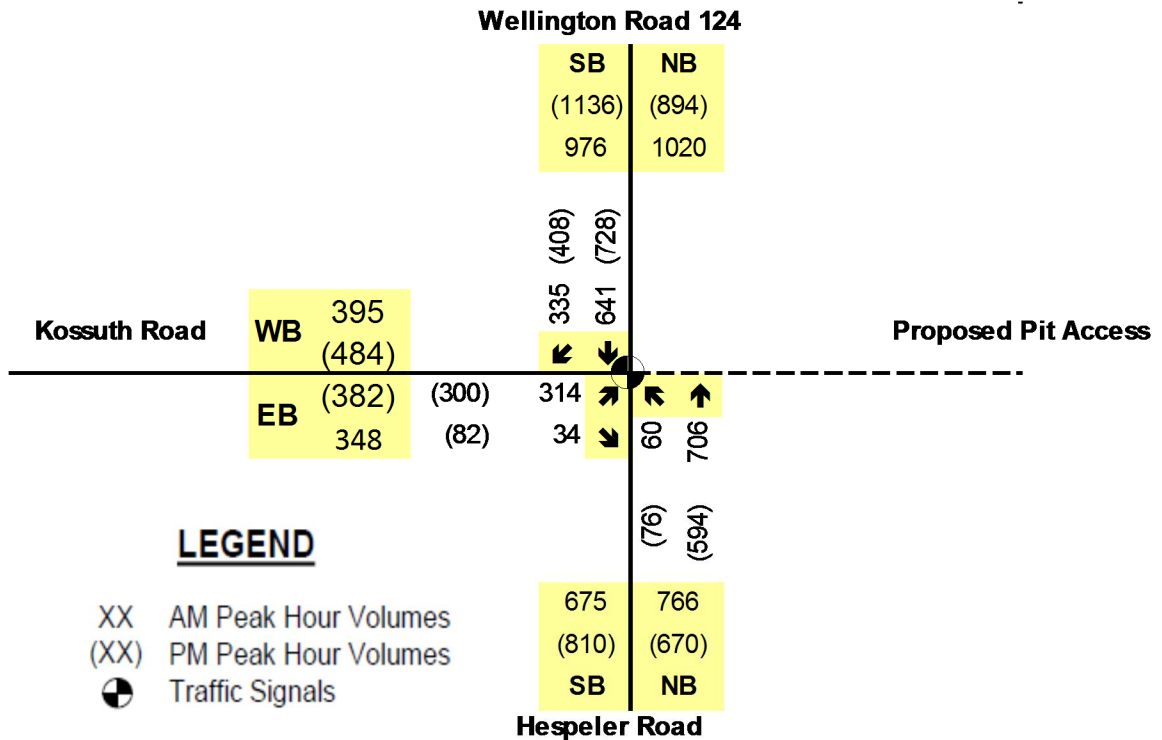 Wellington Road 124
SB NB
(1136) (894)
976 1020
(408) (728)
335 641
Kossuth Road
WB 395
(484)
EB (382)
348
(300) 314
(82) 34
Proposed Pit Access
60 706
(76) (594)
675 766
(810) (670)
SB NB
Hespeler Road
LEGEND
XX AM Peak Hour Volumes
(XX) PM Peak Hour Volumes
Traffic Signals